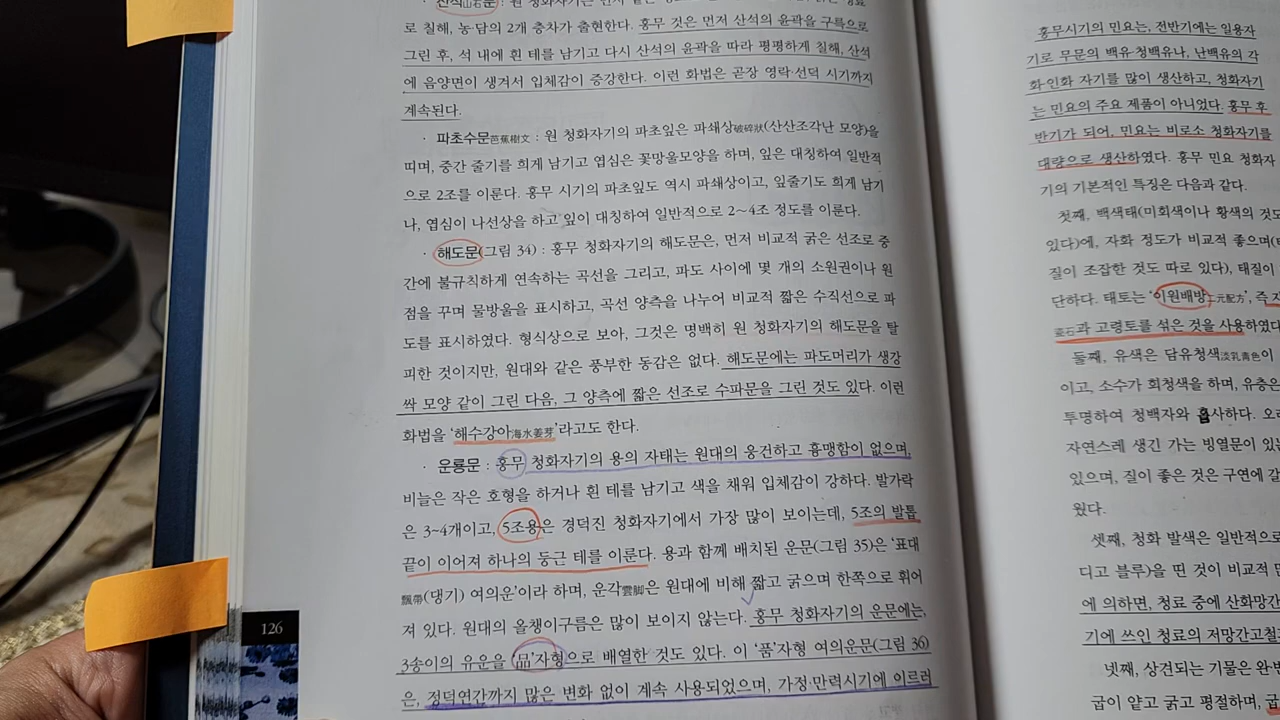 · 산석山石문 : 원 청화자기는 먼저
로 칠해, 농·담의 2개 층차가 출현한다. 홍무 것은 먼저 산석의 윤곽을 구륵으로
그린 후, 석 내에 흰 테를 남기고 다시 산석의 윤곽을 따라 평평하게 칠해, 산석
에 음양면이 생겨서 입체감이 증강한다. 이런 화법은 곧장 영락·선덕 시기까지
계속된다.
· 파초수문芭蕉樹文 : 원 청화자기의 파초잎은 파쇄상破碎狀(산산조각난 모양)을
띠며, 중간 줄기를 희게 남기고 엽심은 꽃망울모양을 하며, 잎은 대칭하여 일반적
으로 2조를 이룬다. 홍무 시기의 파초잎도 역시 파쇄상이고, 잎줄기도 희게 남기
나, 엽심이 나선상을 하고 잎이 대칭하여 일반적으로 2~4조 정도를 이룬다.
· 해도문(그림 34) : 홍무 청화자기의 해도문은, 먼저 비교적 굵은 선조로 중
간에 불규칙하게 연속하는 곡선을 그리고, 파도 사이에 몇 개의 소원권이나 원
점을 꾸며 물방울을 표시하고, 곡선 양측을 나누어 비교적 짧은 수직선으로 파
도를 표시하였다. 형식상으로 보아, 그것은 명백히 원 청화자기의 해도문을 탈
피한 것이지만, 원대와 같은 풍부한 동감은 없다. 해도문에는 파도머리가 생강
싹 모양 같이 그린 다음, 그 양측에 짧은 선조로 수파문을 그린 것도 있다. 이런
화법을 '해수강아海水姜芽'라고도 한다.
· 운룡문 : 홍무 청화자기의 용의 자태는 원대의 웅건하고 흉맹함이 없으며,
비늘은 작은 호형을 하거나 흰 테를 남기고 색을 채워 입체감이 강하다. 발가락
은 3~4개이고, 5조용은 경덕진 청화자기에서 가장 많이 보이는데, 5조의 발톱
끝이 이어져 하나의 둥근 테를 이룬다. 용과 함께 배치된 운문(그림 35)은 '표대
飄帶(댕기) 여의운'이라 하며, 운각雲脚은 원대에 비해 짧고 굵으며 한쪽으로 휘어
져 있다. 원대의 올챙이구름은 많이 보이지 않는다. 홍무 청화자기의 운문에는,
3송이의 유운을 '品'자형으로 배열한 것도 있다. 이 '품'자형 여의운문(그림 36)
은, 정덕연간까지 많은 변화 없이 계속 사용되었으며, 가정·만력시기에 이르러
126
홍무시기의 민요는, 전반기에는 일용자
기로 무문의 백유·청백유나, 난백유의 각
화·인화 자기를 많이 생산하고, 청화자기
는 민요의 주요 제품이 아니었다. 홍무 후
반기가 되어, 민요는 비로소 청화자기를
대량으로 생산하였다. 홍무 민요 청화자
기의 기본적인 특징은 다음과 같다.
첫째, 백색태(미회색이나 황색의 것도
있다)에, 자화 정도가 비교적 좋으며(
질이 조잡한 것도 따로 있다), 태질이
단하다. 태토는 '이원배방二元配方', 즉
瓷石과 고령토를 섞은 것을 사용하였다
둘째, 유색은 담유청색淡乳靑色이
이고, 소수가 회청색을 하며, 유층은
투명하여 청백자와 흡사하다. 오
자연스레 생긴 가는 빙열문이 있
있으며, 질이 좋은 것은 구연에 갈
웠다.
셋째, 청화 발색은 일반적으로
디고 블루)을 띤 것이 비교적
에 의하면, 청료 중에 산화망간
기에 쓰인 청료의 저망간고철
넷째, 상견되는 기물은 완·
굽이 얕고 굵고 평절하며, 굽